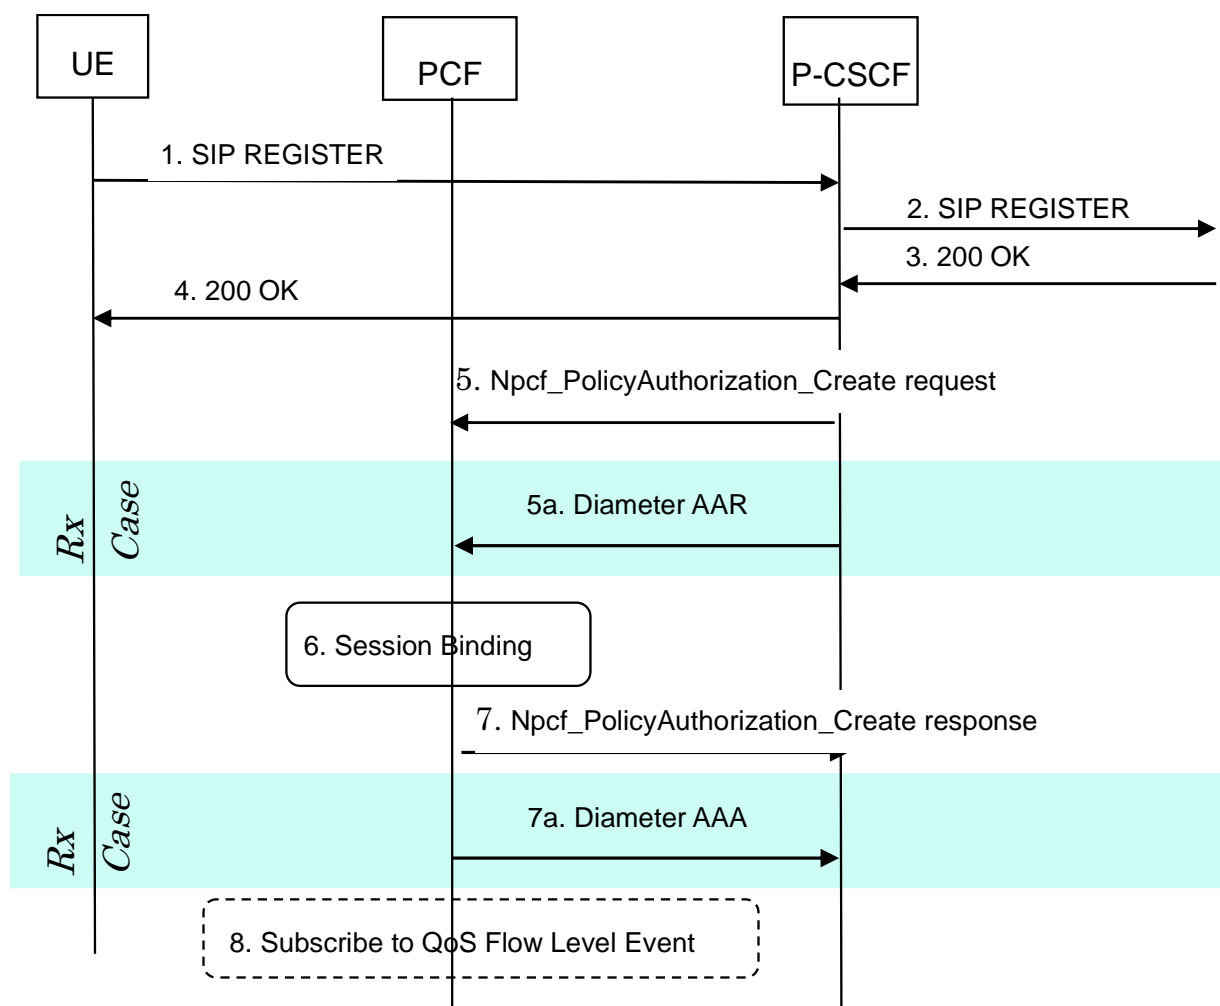 UE
PCF
P-CSCF
1. SIP REGISTER
2. SIP REGISTER
3. 200 OK
4. 200 OK
5. Npcf_PolicyAuthorization_Create request
Rx
Case
5a. Diameter AAR
6. Session Binding
7. Npcf_PolicyAuthorization_Create response
Rx
Case
7a. Diameter AAA
8. Subscribe to QoS Flow Level Event